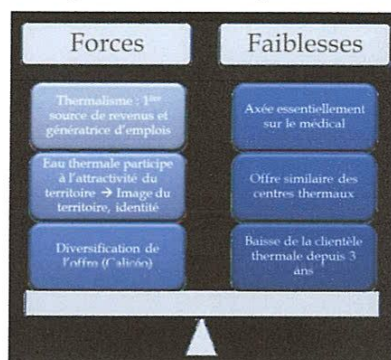 Forces
Thermalisme : 1ère
source de revenus et
génératrice d'emplois
Eau thermale participe
à l'attractivité du
territoire → Image du
territoire, identité
Diversification de
l'offre (Calicéo)
Faiblesses
Axée essentiellement
sur le médical
Offre similaire des
centres thermaux
Baisse de la clientèle
thermale depuis 3
ans